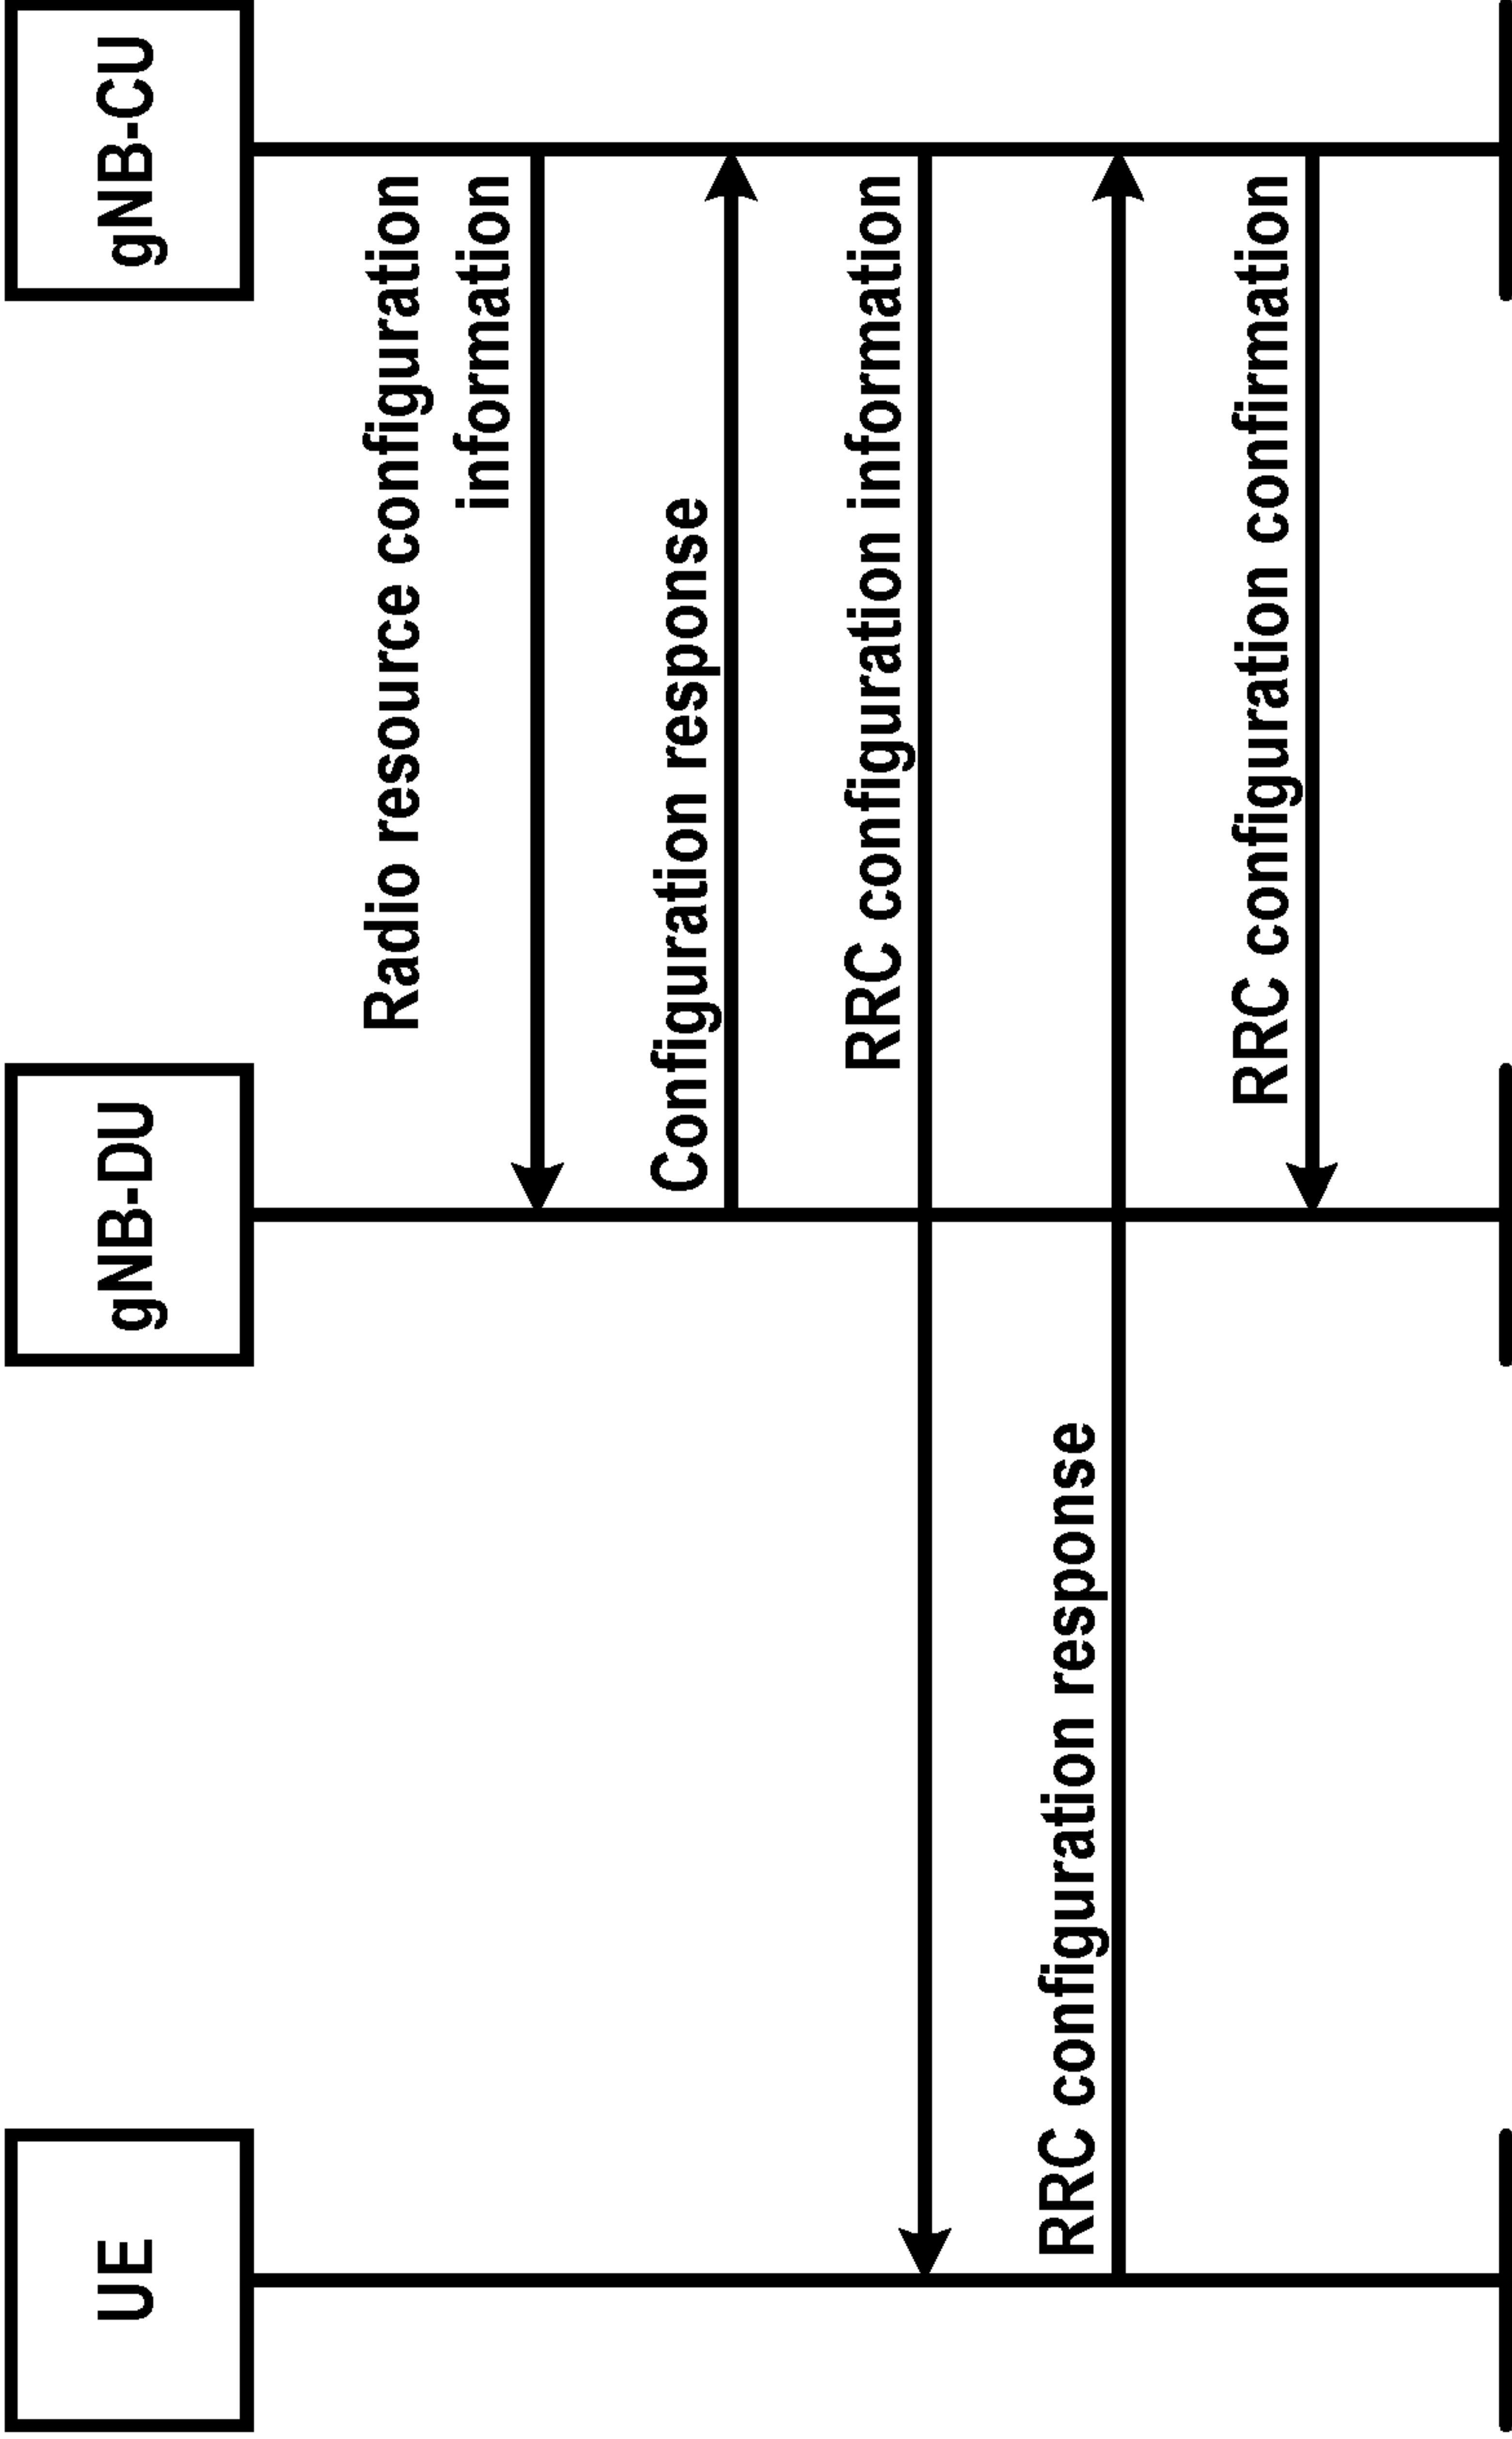 UE
gNB-DU
gNB-CU
Radio resource configuration
information
Configuration response
RRC configuration information
RRC configuration response
RRC configuration confirmation